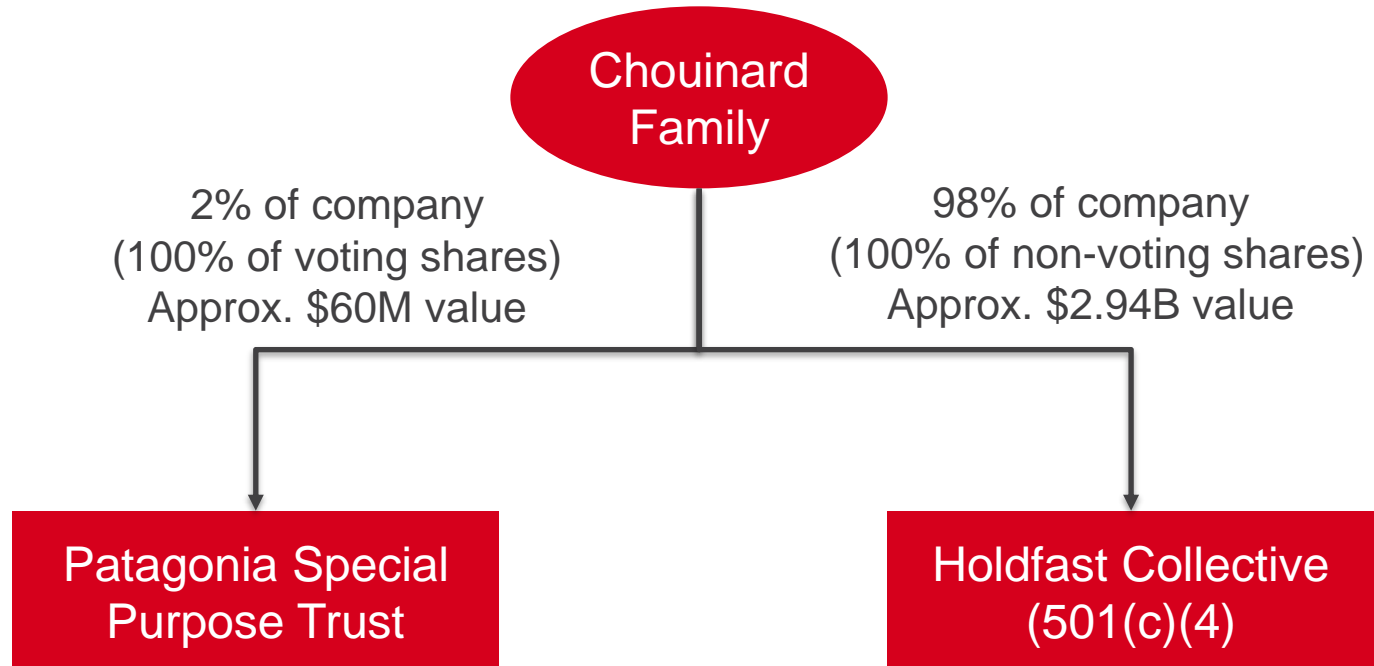 Chouinard
Family
2% of company
(100% of voting shares)
Approx. $60M value
98% of company
(100% of non-voting shares)
Approx. $2.94B value
Patagonia Special
Purpose Trust
Holdfast Collective
(501(c)(4)